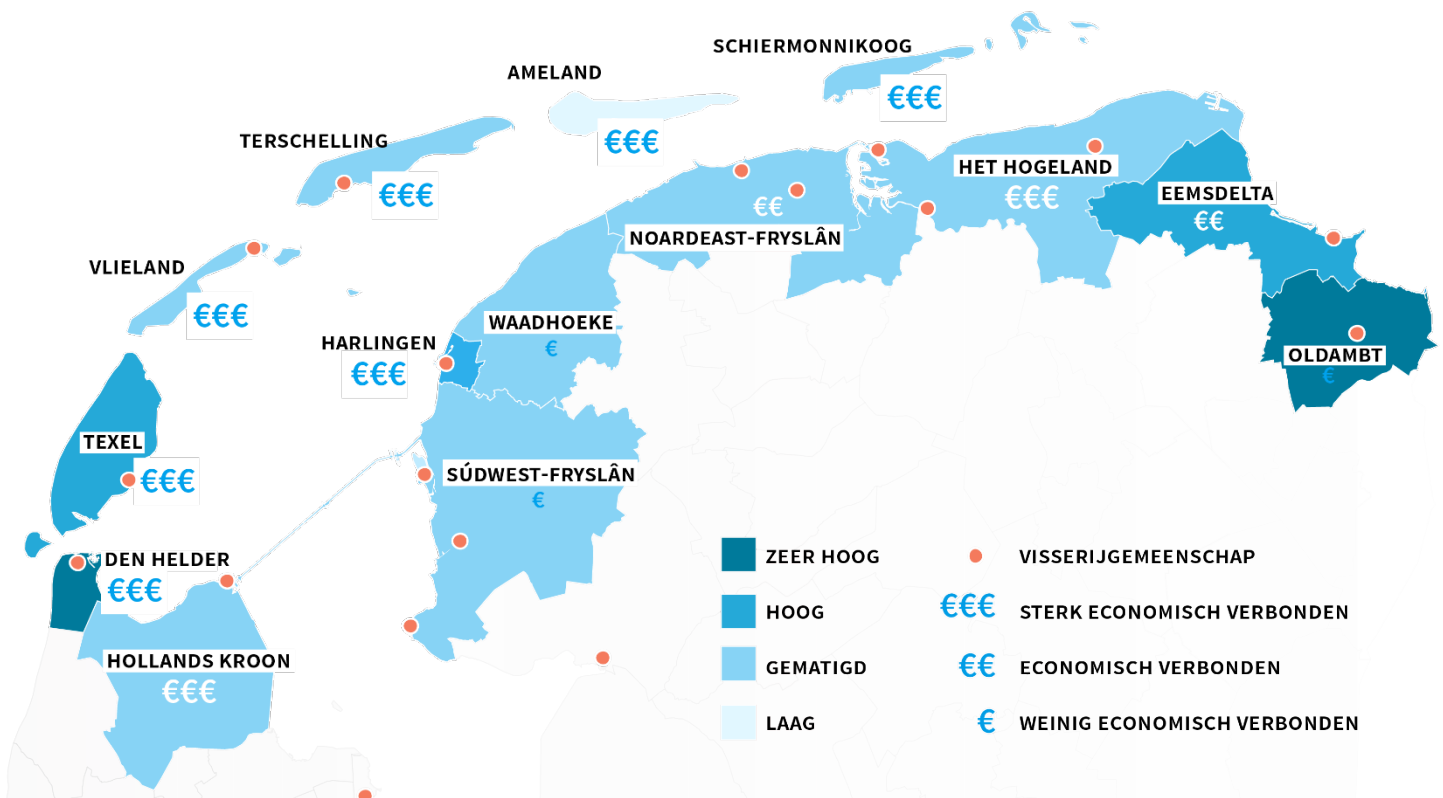 SCHIERMONNIKOOG
€€€
AMELAND
€€€
TERSCHELLING
€€€
HET HOGELAND
€€€
EEMSDELTA
€€
€€
NOARDEAST-FRYSLÂN
VLIELAND
€€€
WAADHOEKE
€
HARLINGEN
€€€
OLDAMBT
€
TEXEL
€€€
SÚDWEST-FRYSLÂN
€
DEN HELDER
€€€
HOLLANDS KROON
€€€
ZEER HOOG
HOOG
GEMATIGD
LAAG
VISSERIJGEMEENSCHAP
€€€ STERK ECONOMISCH VERBONDEN
€€ ECONOMISCH VERBONDEN
€ WEINIG ECONOMISCH VERBONDEN